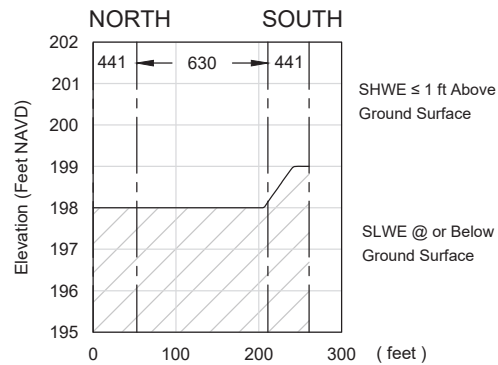 NORTH SOUTH
202
441 630 441
201
200
199
198
197
196
195
Elevation (Feet NAVD)
SHWE ≤ 1 ft Above
Ground Surface
SLWE @ or Below
Ground Surface
0 100 200 300 ( feet )